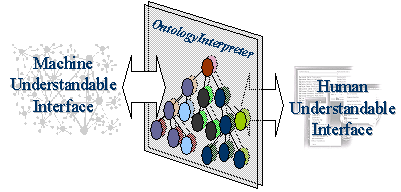 OntologyInterpreter
Machine
Understandable
Interface
Human
Understandable
Interface